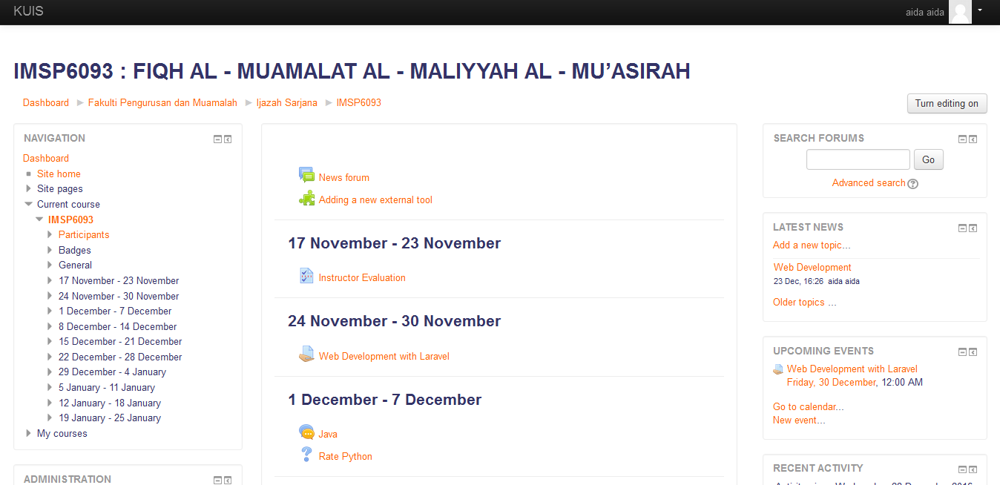 KUIS
aida aida
IMSP6093 : FIQH AL - MUAMALAT AL - MALIYYAH AL - MU’ASIRAH
Dashboard
Fakulti Pengurusan dan Muamalah
Ijazah Sarjana
IMSP6093
Turn editing on
NAVIGATION
Dashboard
Site home
Site pages
Current course
IMSP6093
Participants
Badges
General
17 November - 23 November
24 November - 30 November
1 December - 7 December
8 December - 14 December
15 December - 21 December
22 December - 28 December
29 December - 4 January
5 January - 11 January
12 January - 18 January
19 January - 25 January
My courses
ADMINISTRATION
News forum
Adding a new external tool
17 November - 23 November
Instructor Evaluation
24 November - 30 November
Web Development with Laravel
1 December - 7 December
Java
Rate Python
SEARCH FORUMS
Go
Advanced search
LATEST NEWS
Add a new topic...
Web Development
23 Dec, 16:26 aida aida
Older topics ...
UPCOMING EVENTS
Web Development with Laravel
Friday, 30 December, 12:00 AM
Go to calendar...
New event...
RECENT ACTIVITY